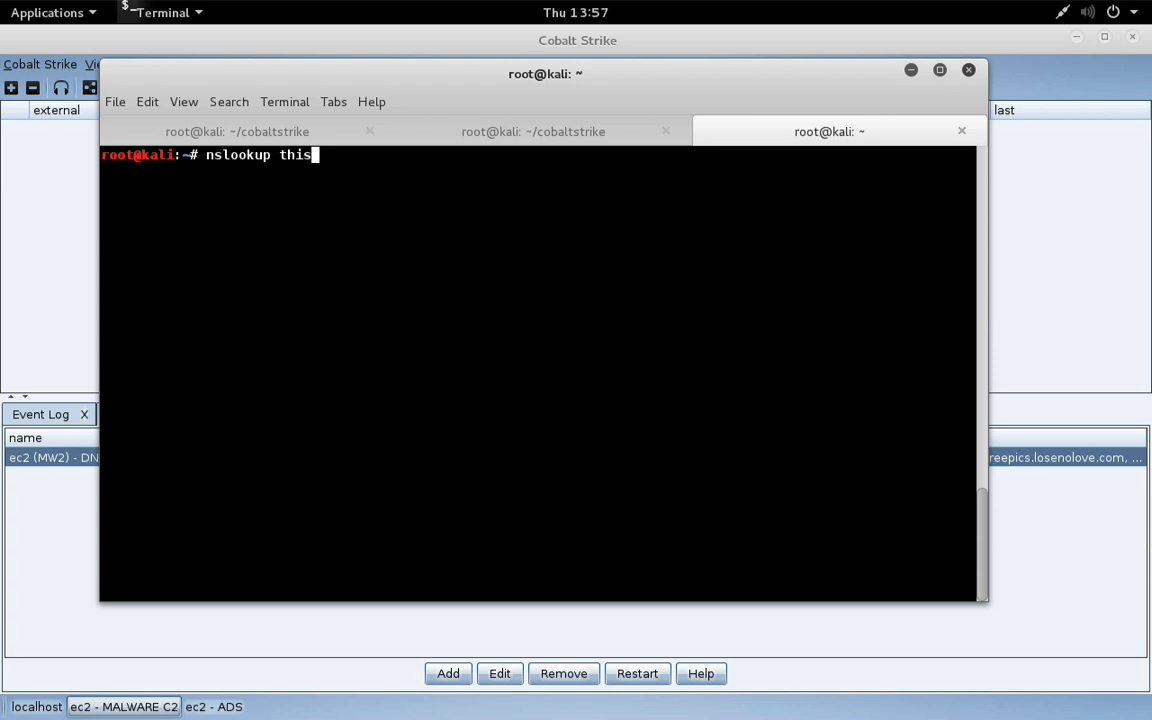 Applications
Terminal
Thu 13:57
Cobalt Strike
Cobalt Strike
root@kali: ~
external
last
File Edit View Search Terminal Tabs Help
root@kali: ~/cobaltstrike
root@kali: ~/cobaltstrike
root@kali: ~
root@kali:~# nslookup this
Event Log X
name
ec2 (MW2) - DN
reepics.losenolove.com, ...
Add Edit Remove Restart Help
localhost ec2 - MALWARE C2 ec2 - ADS